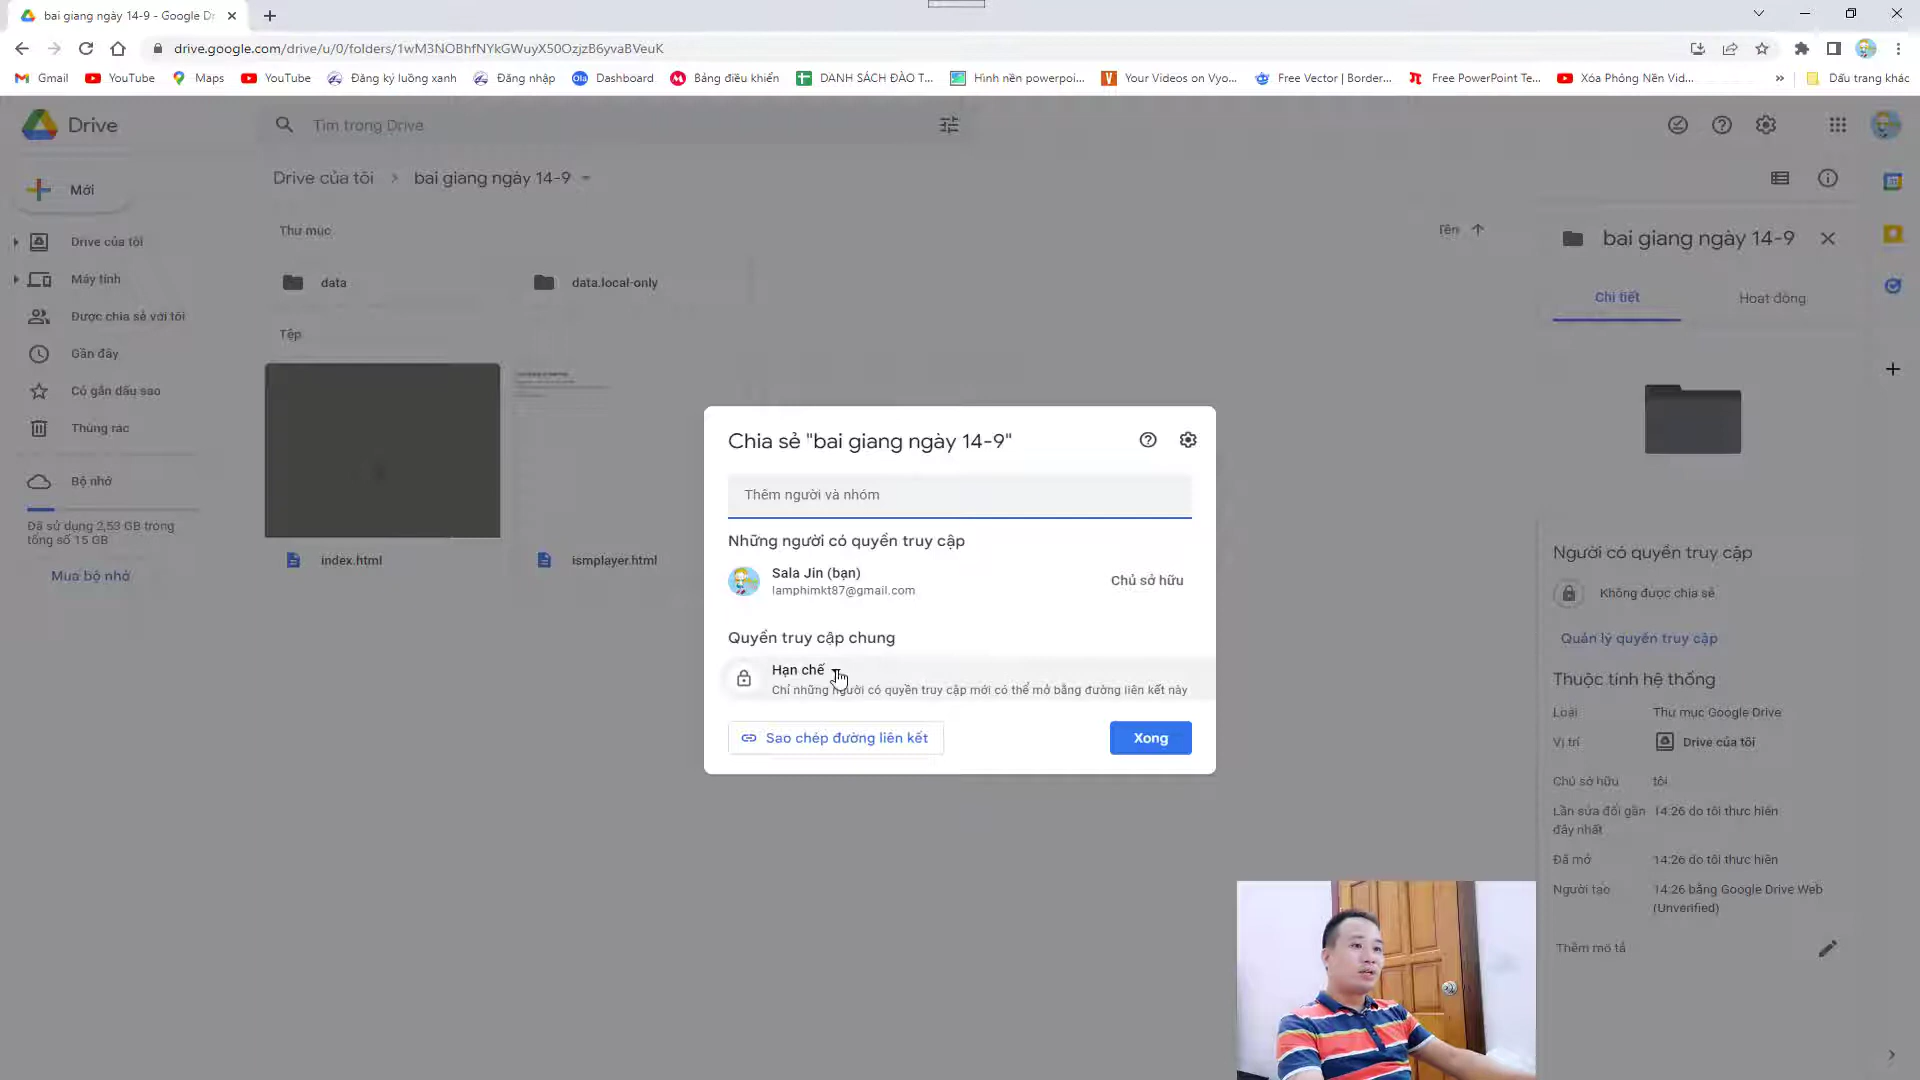 bai giang ngày 14-9 - Google Dr
drive.google.com/drive/u/0/folders/1wM3NOBhfNYkGWuyX50OzjzB6yvaBVeuK
Gmail
YouTube
Maps
YouTube
Đăng ký luồng xanh
Đăng nhập
Dashboard
Bảng điều khiển
DANH SÁCH ĐÀO T...
Hình nền powerpoi...
Your Videos on Vyo...
Free Vector | Border...
Free PowerPoint Te...
Xóa Phông Nền Vid...
»
Dấu trang khác
Drive
Tìm trong Drive
Drive của tôi > bai giang ngày 14-9
Mới
Drive của tôi
Máy tính
Được chia sẻ với tôi
Gần đây
Có gắn dấu sao
Thùng rác
Bộ nhớ
Đã sử dụng 2,53 GB trong
tổng số 15 GB
Mua bộ nhớ
Thư mục
Tên
data
data.local-only
Tệp
index.html
ismplayer.html
Chia sẻ "bai giang ngày 14-9"
Thêm người và nhóm
Những người có quyền truy cập
Sala Jin (bạn)
lamphimkt87@gmail.com
Chủ sở hữu
Quyền truy cập chung
Hạn chế
Chỉ những người có quyền truy cập mới có thể mở bằng đường liên kết này
Sao chép đường liên kết
Xong
bai giang ngày 14-9
Chi tiết
Hoạt động
Người có quyền truy cập
Không được chia sẻ
Quản lý quyền truy cập
Thuộc tính hệ thống
Loại
Thư mục Google Drive
Vị trí
Drive của tôi
Chủ sở hữu
tôi
Lần sửa đổi gần
đây nhất
14:26 do tôi thực hiện
Đã mở
14:26 do tôi thực hiện
Người tạo
14:26 bằng Google Drive Web
(Unverified)
Thêm mô tả